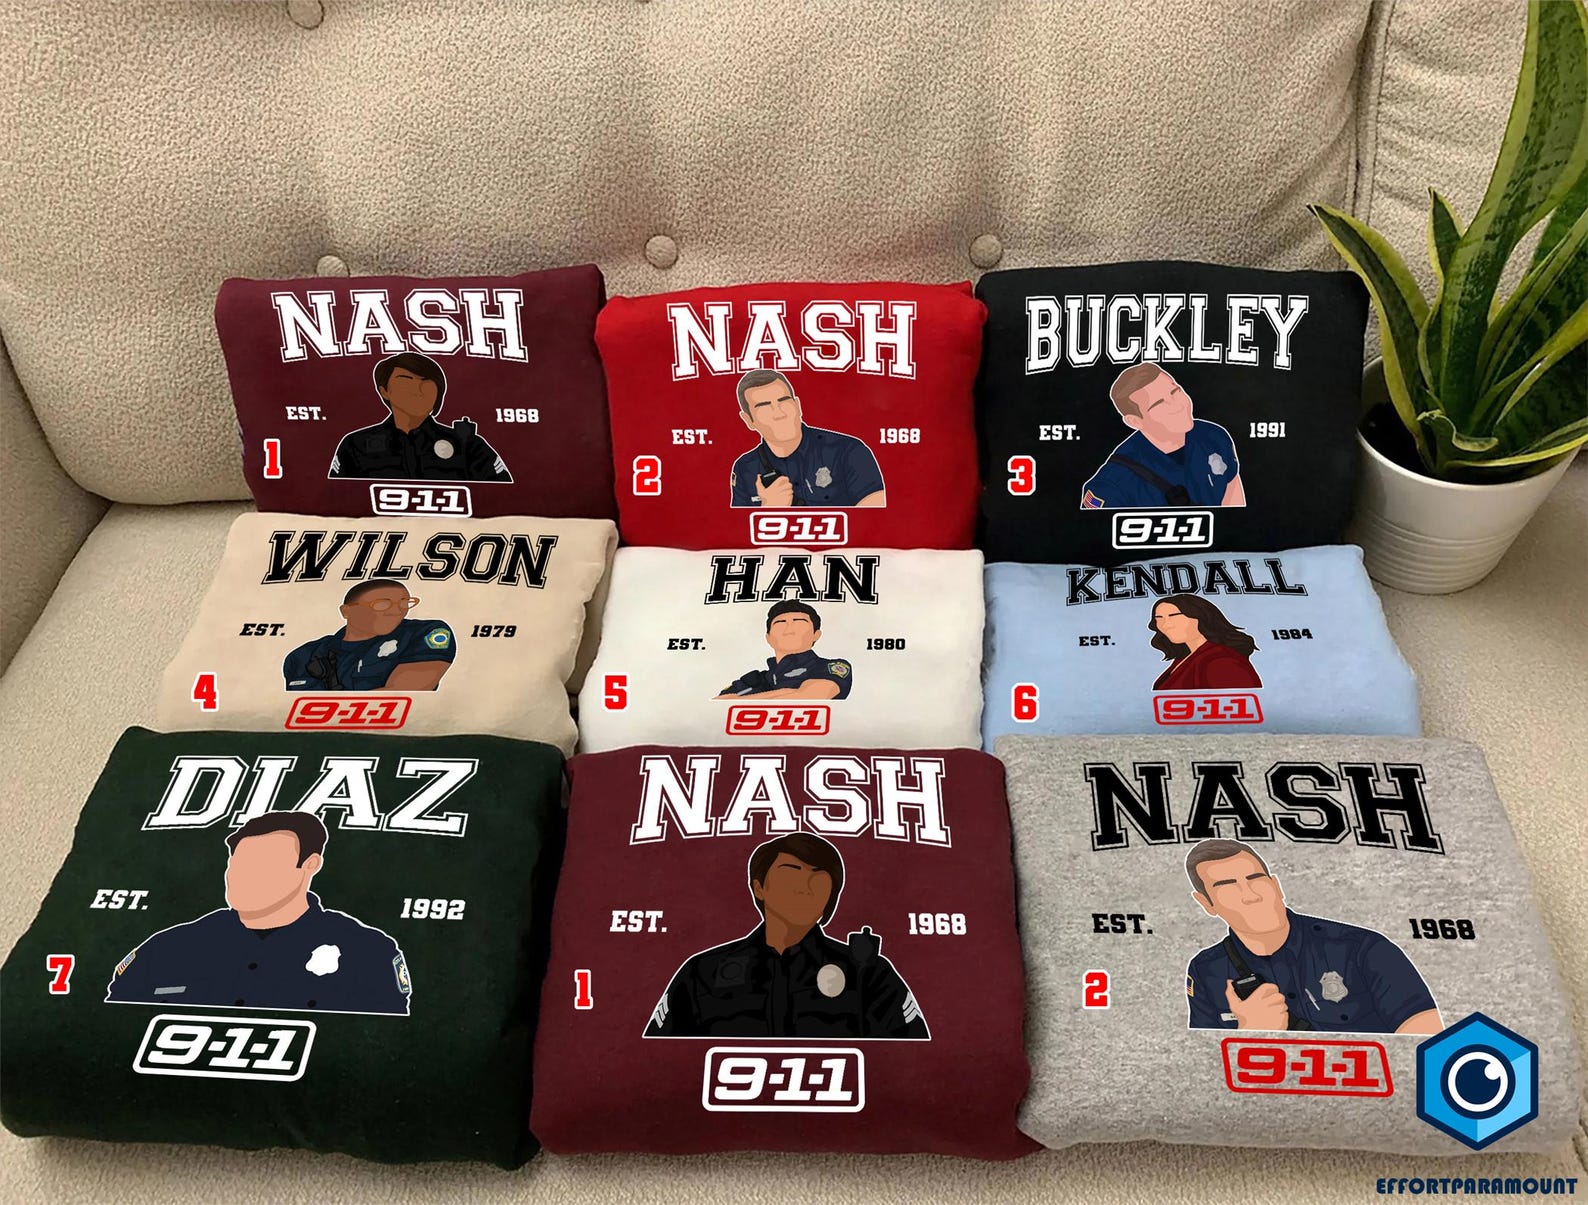 NASH
EST. 1968
1
9-1-1
NASH
EST. 1968
2
9-1-1
BUCKLEY
EST. 1991
3
9-1-1
WILSON
EST. 1979
4
9-1-1
HAN
EST. 1980
5
9-1-1
KENDALL
EST. 1984
6
9-1-1
DIAZ
EST. 1992
7
9-1-1
NASH
EST. 1968
1
9-1-1
NASH
EST. 1968
2
9-1-1
EFFORTPARAMOUNT